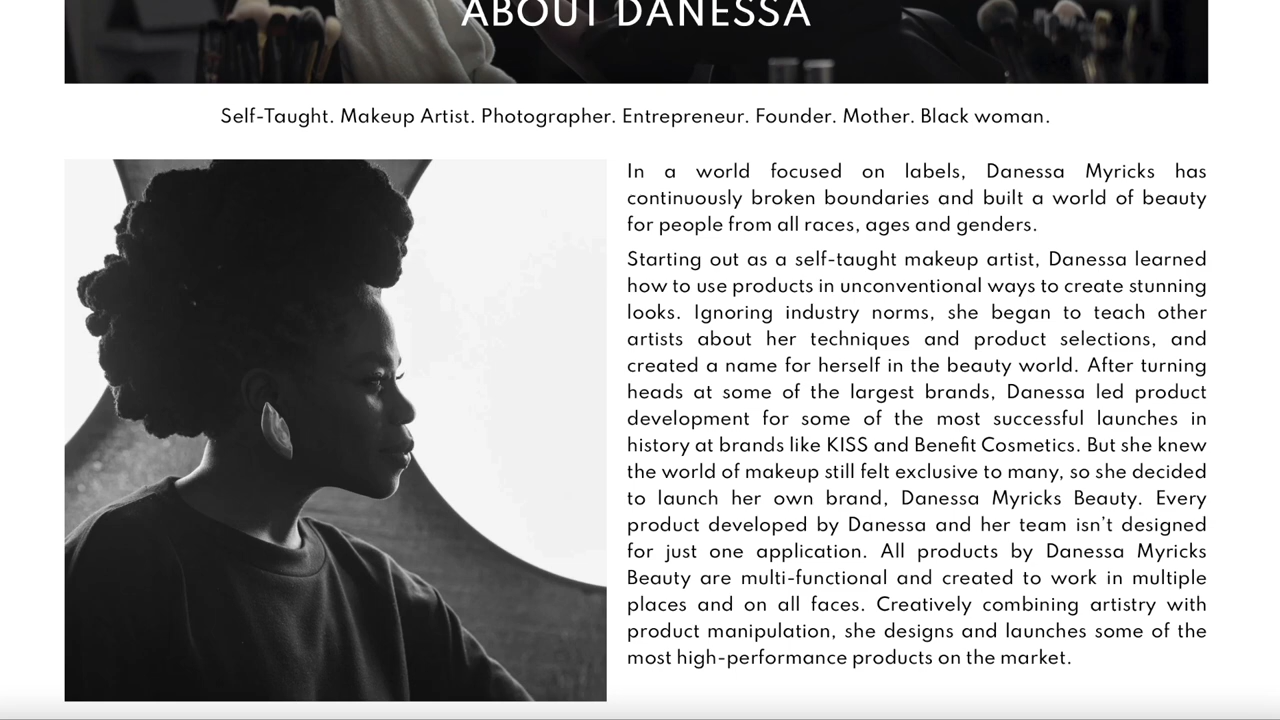 ABOUT DANESSA
Self-Taught. Makeup Artist. Photographer. Entrepreneur. Founder. Mother. Black woman.
In a world focused on labels, Danessa Myricks has
continuously broken boundaries and built a world of beauty
for people from all races, ages and genders.
Starting out as a self-taught makeup artist, Danessa learned
how to use products in unconventional ways to create stunning
looks. Ignoring industry norms, she began to teach other
artists about her techniques and product selections, and
created a name for herself in the beauty world. After turning
heads at some of the largest brands, Danessa led product
development for some of the most successful launches in
history at brands like KISS and Benefit Cosmetics. But she knew
the world of makeup still felt exclusive to many, so she decided
to launch her own brand, Danessa Myricks Beauty. Every
product developed by Danessa and her team isn’t designed
for just one application. All products by Danessa Myricks
Beauty are multi-functional and created to work in multiple
places and on all faces. Creatively combining artistry with
product manipulation, she designs and launches some of the
most high-performance products on the market.